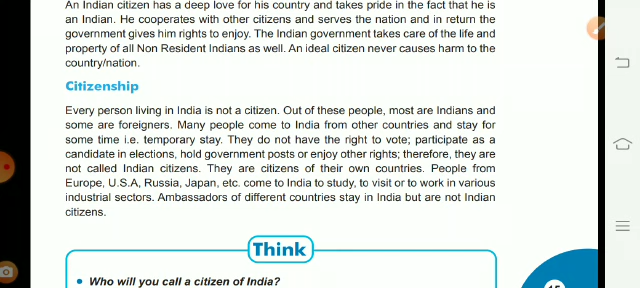 An Indian citizen has a deep love for his country and takes pride in the fact that he is
an Indian. He cooperates with other citizens and serves the nation and in return the
government gives him rights to enjoy. The Indian government takes care of the life and
property of all Non Resident Indians as well. An ideal citizen never causes harm to the
country/nation.
Citizenship
Every person living in India is not a citizen. Out of these people, most are Indians and
some are foreigners. Many people come to India from other countries and stay for
some time i.e. temporary stay. They do not have the right to vote; participate as a
candidate in elections, hold government posts or enjoy other rights; therefore, they are
not called Indian citizens. They are citizens of their own countries. People from
Europe, U.S.A, Russia, Japan, etc. come to India to study, to visit or to work in various
industrial sectors. Ambassadors of different countries stay in India but are not Indian
citizens.
Think
• Who will you call a citizen of India?